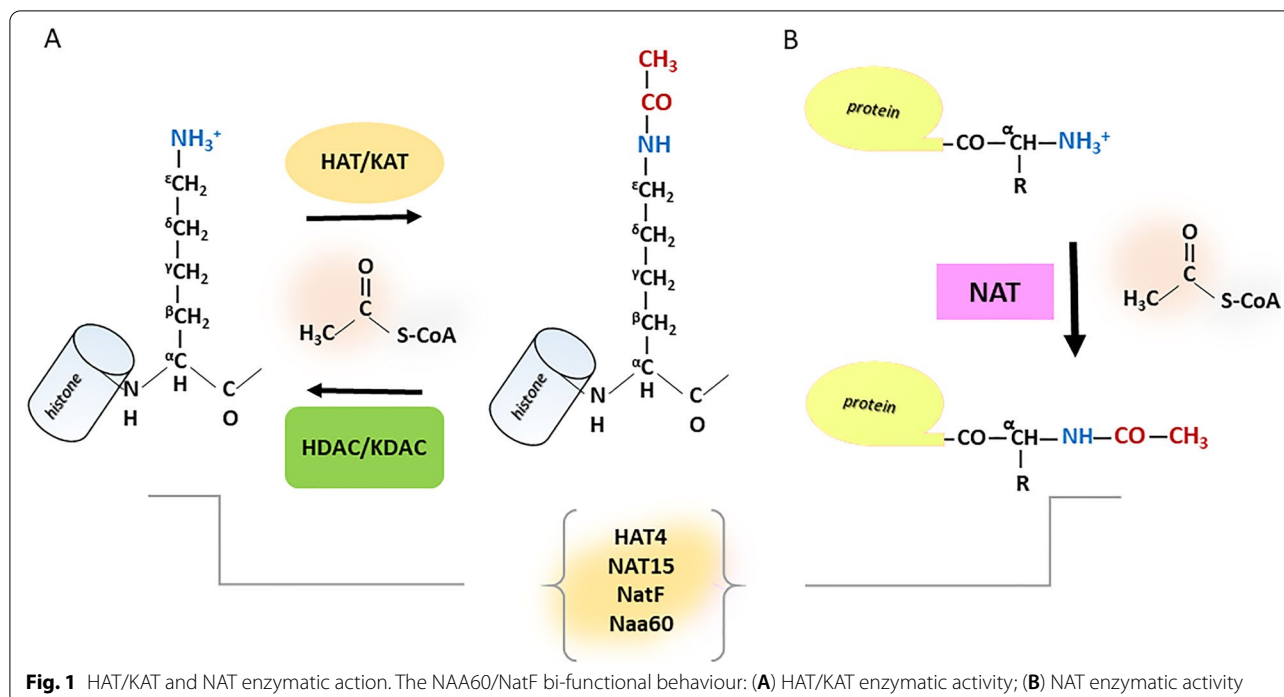 A
NH₃⁺
εCH₂
δCH₂
γCH₂
βCH₂
αC
H
histone
N
H
C
O
HAT/KAT
O
C
H₃C
S-CoA
HDAC/KDAC
CH₃
CO
NH
εCH₂
δCH₂
γCH₂
βCH₂
αC
H
histone
N
H
C
O
B
protein
CO αCH NH₃⁺
R
NAT
O
C
H₃C
S-CoA
protein
CO αCH NH CO CH₃
R
HAT4
NAT15
NatF
Naa60
Fig. 1 HAT/KAT and NAT enzymatic action. The NAA60/NatF bi-functional behaviour: (A) HAT/KAT enzymatic activity; (B) NAT enzymatic activity